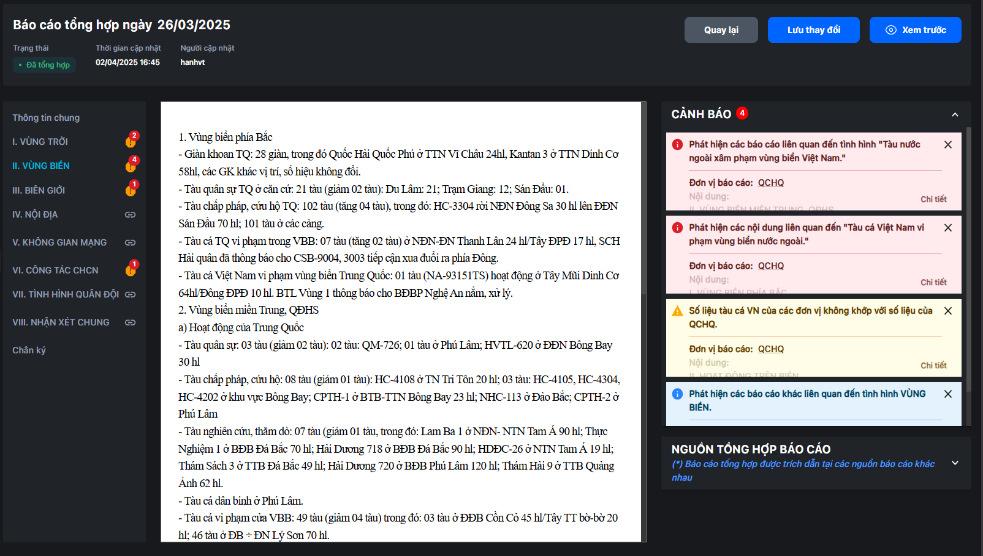 Báo cáo tổng hợp ngày 26/03/2025
Quay lại
Lưu thay đổi
Xem trước
Trạng thái
Thời gian cập nhật
Người cập nhật
Đã tổng hợp
02/04/2025 16:45
hanhvt
Thông tin chung
I. VÙNG TRỜI
2
II. VÙNG BIỂN
4
III. BIÊN GIỚI
1
IV. NỘI ĐỊA
V. KHÔNG GIAN MẠNG
VI. CÔNG TÁC CHCN
1
VII. TÌNH HÌNH QUÂN ĐỘI
VIII. NHẬN XÉT CHUNG
Chân ký
1. Vùng biển phía Bắc
- Giàn khoan TQ: 28 giàn, trong đó Quốc Hải Quốc Phú ở TTN Vi Châu 24hl, Kantan 3 ở TTN Dinh Cơ
58hl, các GK khác vị trí, số hiệu không đổi.
- Tàu quân sự TQ ở căn cứ: 21 tàu (giảm 02 tàu): Du Lâm: 21; Trạm Giang: 12; Sán Đầu: 01.
- Tàu chấp pháp, cứu hộ TQ: 102 tàu (tăng 04 tàu), trong đó: HC-3304 rời NĐN Đông Sa 30 hl lên ĐĐN
Sán Đầu 70 hl; 101 tàu ở các cảng.
- Tàu cá TQ vi phạm trong VBB: 07 tàu (tăng 02 tàu) ở NĐN-ĐN Thanh Lân 24 hl/Tây ĐPĐ 17 hl, SCH
Hải quân đã thông báo cho CSB-9004, 3003 tiếp cận xua đuổi ra phía Đông.
- Tàu cá Việt Nam vi phạm vùng biển Trung Quốc: 01 tàu (NA-93151TS) hoạt động ở Tây Mũi Dinh Cơ
64hl/Đông ĐPĐ 10 hl. BTL Vùng 1 thông báo cho BĐBP Nghệ An nắm, xử lý.
2. Vùng biển miền Trung, QĐHS
a) Hoạt động của Trung Quốc
- Tàu quân sự: 03 tàu (giảm 02 tàu): 02 tàu: QM-726; 01 tàu ở Phú Lâm; HVTL-620 ở ĐĐN Bông Bay
30 hl
- Tàu chấp pháp, cứu hộ: 08 tàu (giảm 01 tàu): HC-4108 ở TN Tri Tôn 20 hl; 03 tàu: HC-4105, HC-4304,
HC-4202 ở khu vực Bông Bay; CPTH-1 ở BTB-TTN Bông Bay 23 hl; NHC-113 ở Đảo Bắc; CPTH-2 ở
Phú Lâm
- Tàu nghiên cứu, thăm dò: 07 tàu (giảm 01 tàu, trong đó: Lam Ba 1 ở NĐN- NTN Tam Á 90 hl; Thực
Nghiệm 1 ở BĐB Đá Bắc 70 hl; Hải Dương 718 ở BĐB Đá Bắc 90 hl; HDĐC-26 ở NTN Tam Á 19 hl;
Thám Sách 3 ở TTB Đá Bắc 49 hl; Hải Dương 720 ở BĐB Phú Lâm 120 hl; Thám Hải 9 ở TTB Quảng
Ảnh 62 hl.
- Tàu cá dân binh ở Phú Lâm.
- Tàu cá vi phạm cửa VBB: 49 tàu (giảm 04 tàu) trong đó: 03 tàu ở ĐĐB Cồn Cỏ 45 hl/Tây TT bờ-bờ 20
hl; 46 tàu ở ĐB ÷ ĐN Lý Sơn 70 hl.
CẢNH BÁO 4
Phát hiện các báo cáo liên quan đến tình hình "Tàu nước
ngoài xâm phạm vùng biển Việt Nam."
Đơn vị báo cáo: QCHQ
Nội dung:
II. VÙNG BIỂN MIỀN TRUNG, QĐHS
Chi tiết
Phát hiện các nội dung liên quan đến "Tàu cá Việt Nam vi
phạm vùng biển nước ngoài."
Đơn vị báo cáo: QCHQ
Nội dung:
I. VÙNG BIỂN PHÍA BẮC
Chi tiết
Số liệu tàu cá VN của các đơn vị không khớp với số liệu của
QCHQ.
Đơn vị báo cáo: QCHQ
Nội dung:
II. HOẠT ĐỘNG TRÊN BIỂN
Chi tiết
Phát hiện các báo cáo khác liên quan đến tình hình VÙNG
BIỂN.
NGUỒN TỔNG HỢP BÁO CÁO
(*) Báo cáo tổng hợp được trích dẫn tại các nguồn báo cáo khác
nhau